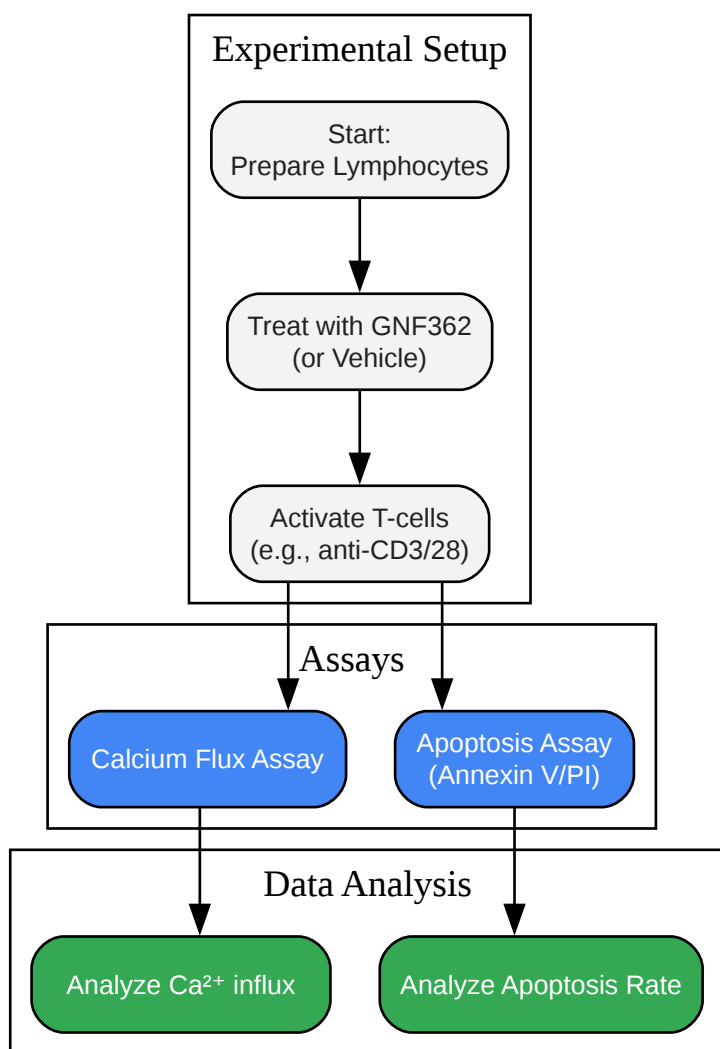 Experimental Setup
Start:
Prepare Lymphocytes
Treat with GNF362
(or Vehicle)
Activate T-cells
(e.g., anti-CD3/28)
Assays
Calcium Flux Assay
Apoptosis Assay
(Annexin V/PI)
Data Analysis
Analyze Ca²⁺ influx
Analyze Apoptosis Rate